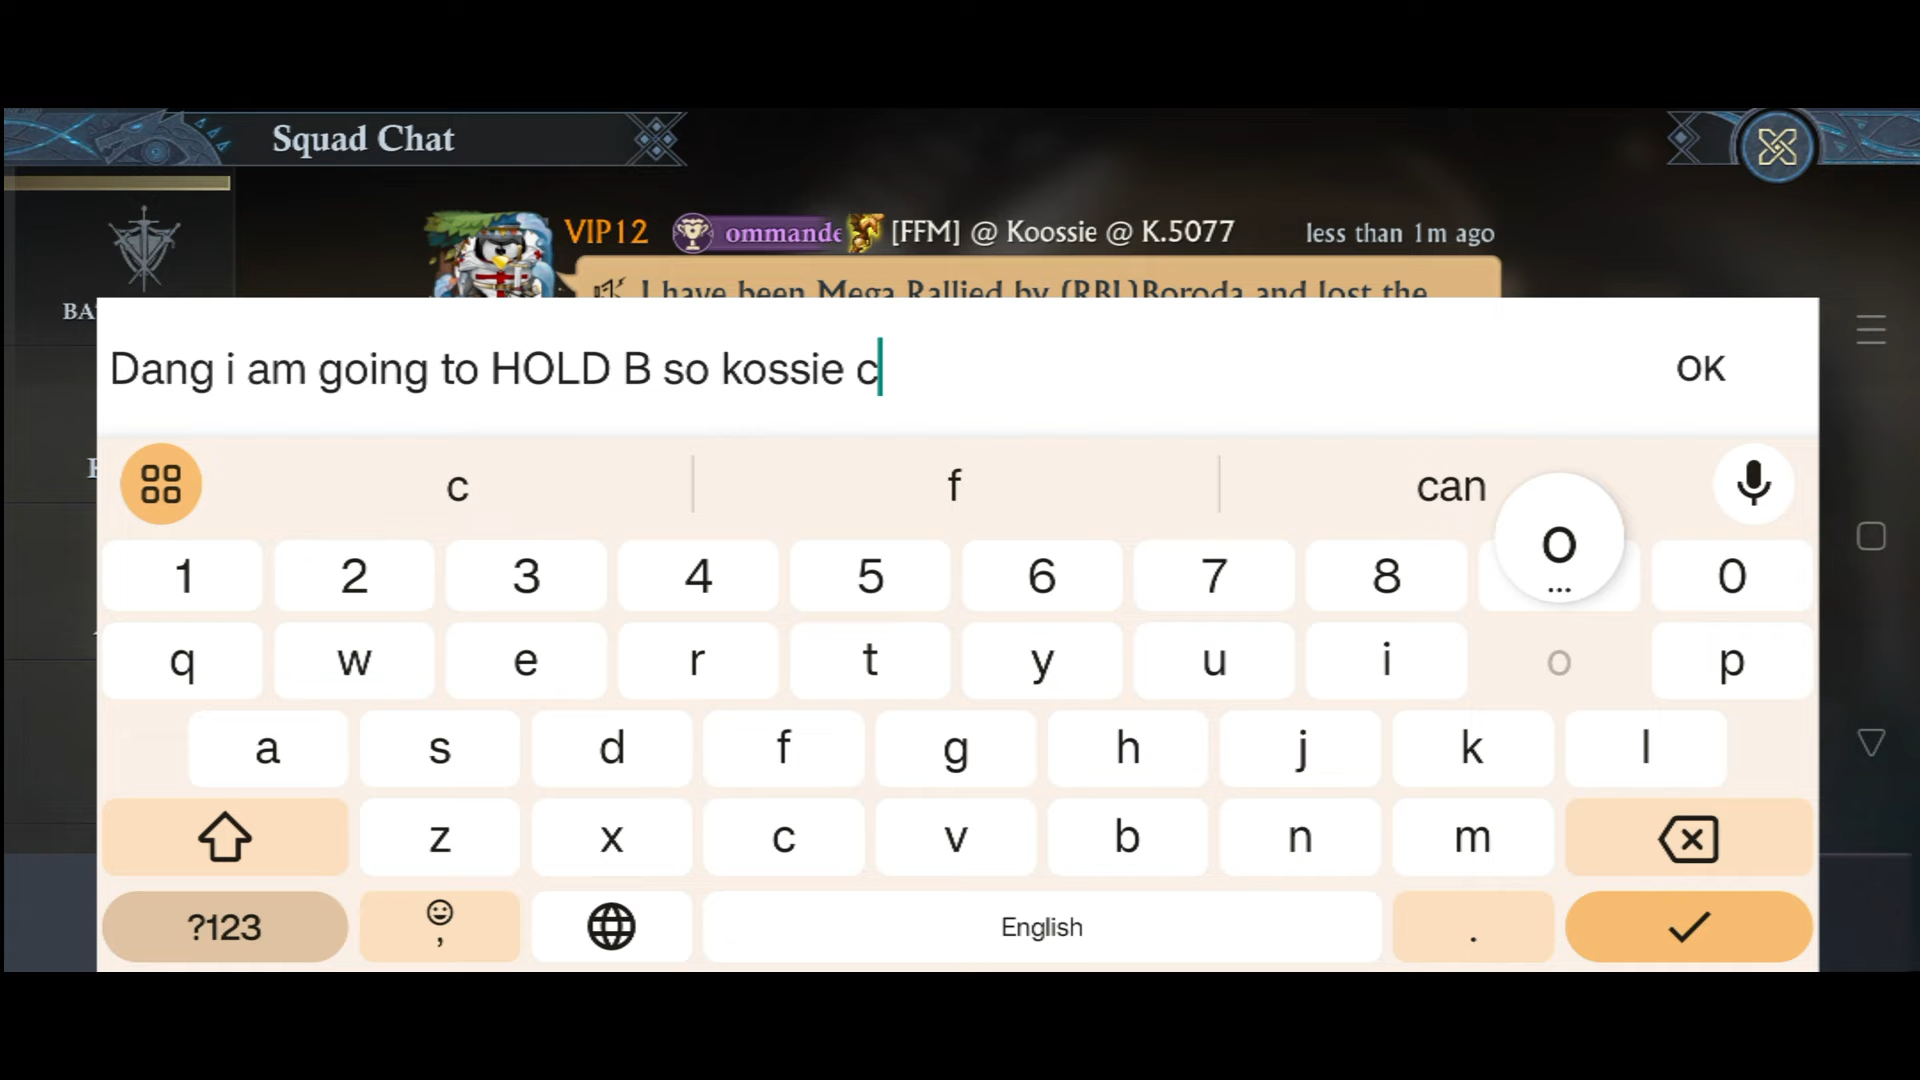 Squad Chat
VIP12 ommande [FFM] @ Koossie @ K.5077 less than 1m ago
I have been Mega Rallied by (RBL)Boroda and lost the
BA
Dang i am going to HOLD B so kossie c OK
c f can
o
1 2 3 4 5 6 7 8 0
q w e r t y u i o p
a s d f g h j k l
z x c v b n m
?123 , English .